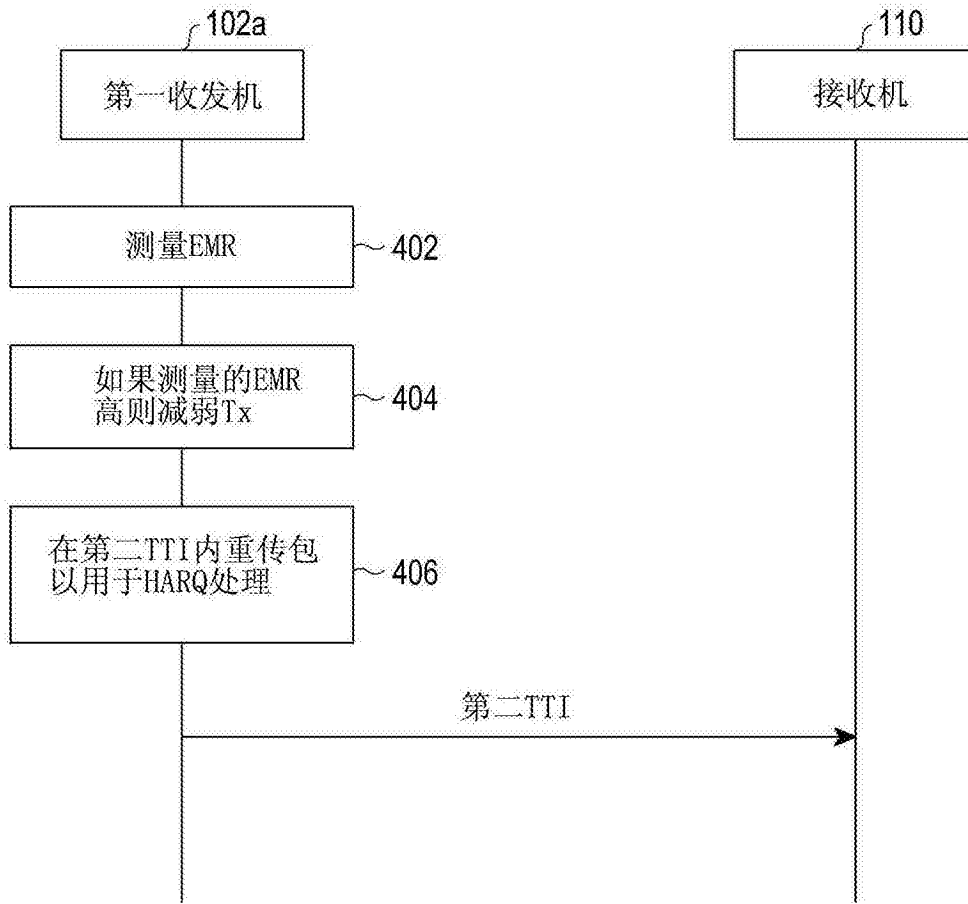 102a
110
第一收发机
接收机
测量EMR
402
如果测量的EMR
高则减弱Tx
404
在第二TTI内重传包
以用于HARQ处理
406
第二TTI